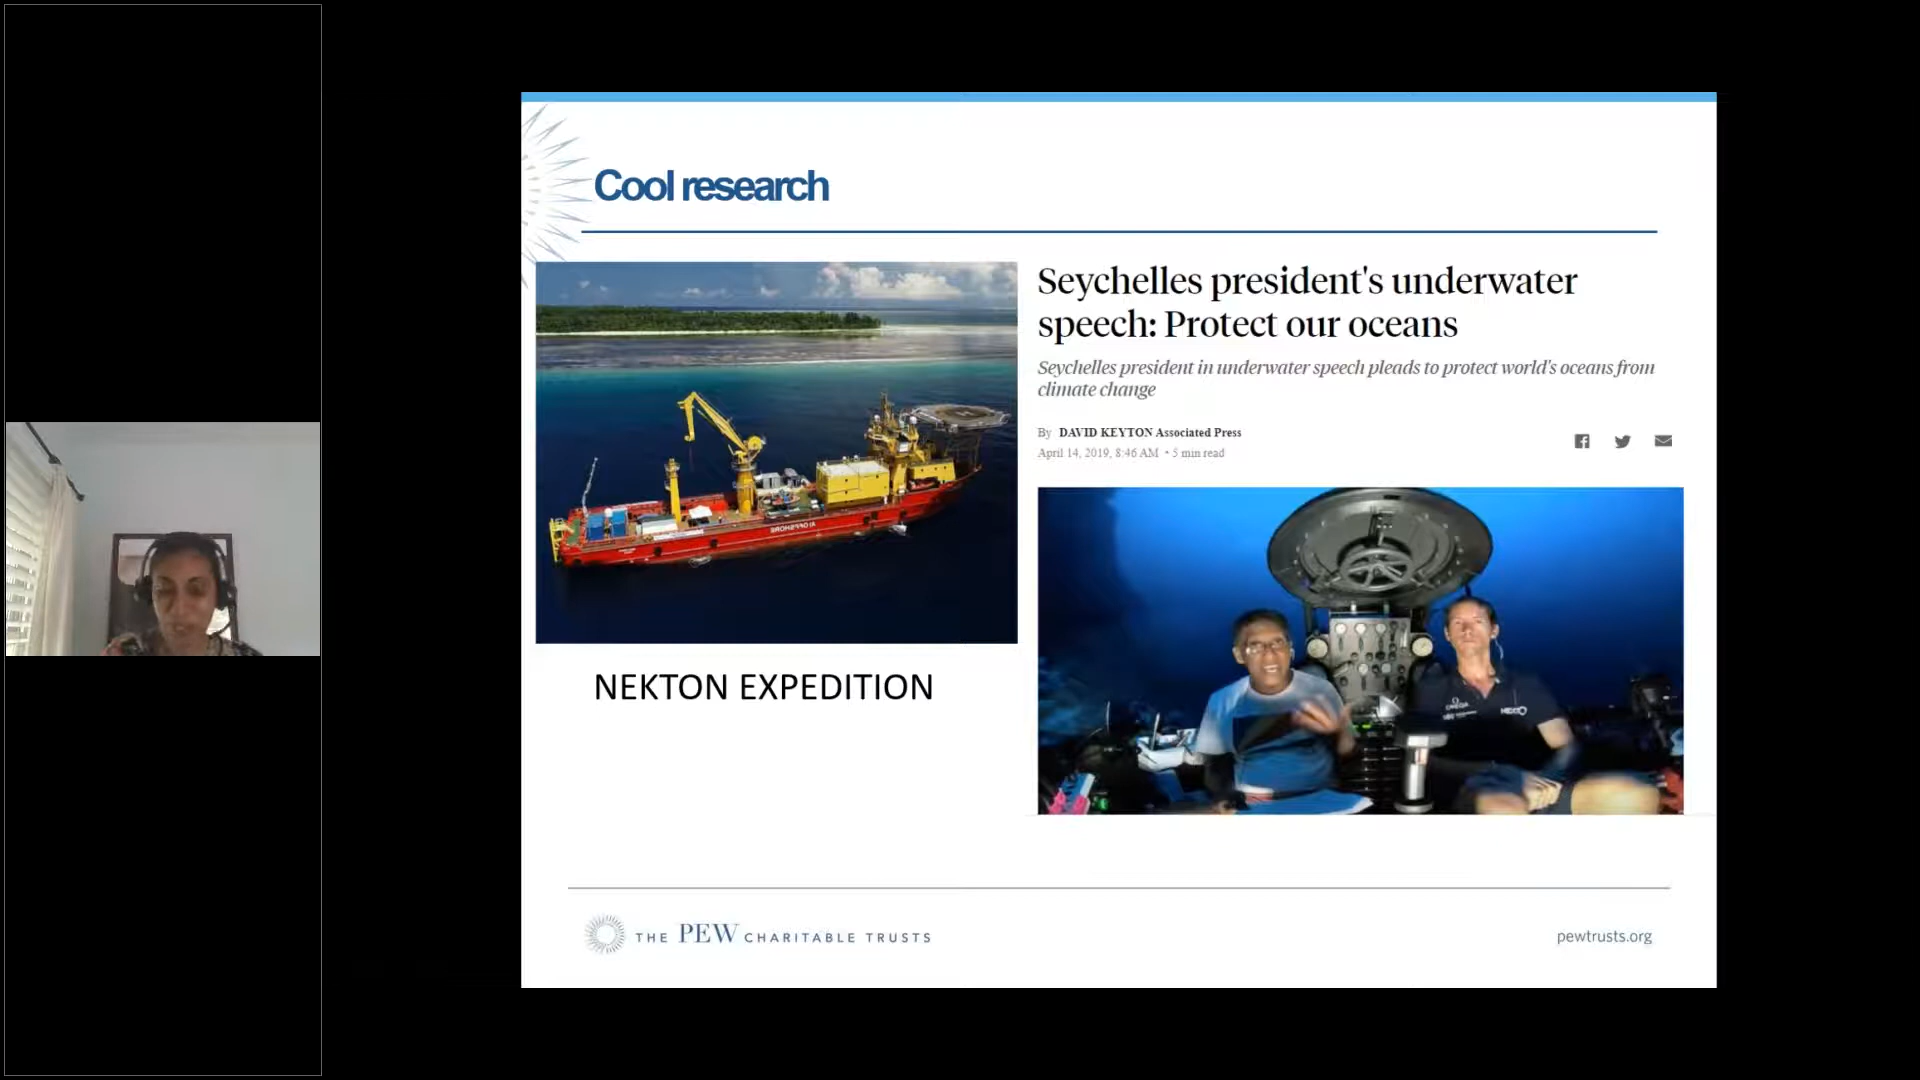 Cool research
Seychelles president's underwater
speech: Protect our oceans
Seychelles president in underwater speech pleads to protect world's oceans from
climate change
By DAVID KEYTON Associated Press
April 14, 2019, 8:46 AM • 5 min read
OMEGA
NEKTON EXPEDITION
THE PEW CHARITABLE TRUSTS
pewtrusts.org